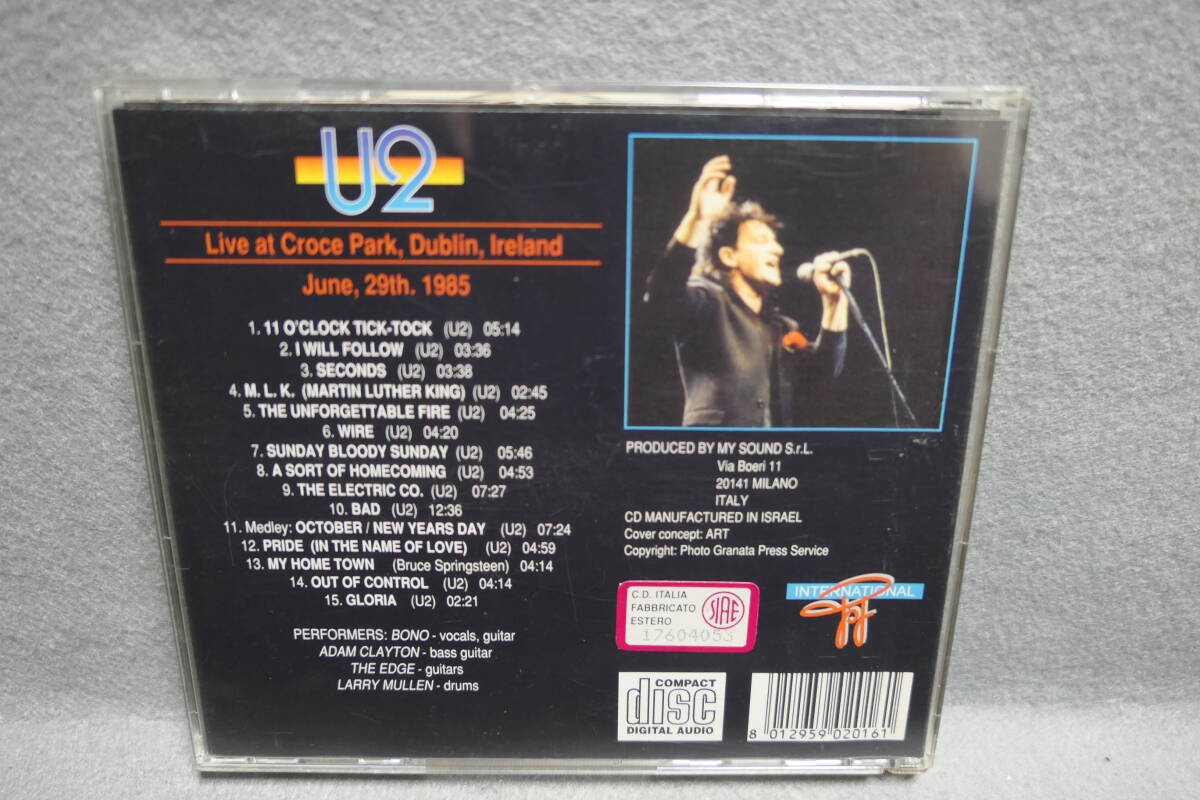 U2
Live at Croce Park, Dublin, Ireland
June, 29th. 1985
1. 11 O'CLOCK TICK-TOCK (U2) 05:14
2. I WILL FOLLOW (U2) 03:36
3. SECONDS (U2) 03:38
4. M. L. K. (MARTIN LUTHER KING) (U2) 02:45
5. THE UNFORGETTABLE FIRE (U2) 04:25
6. WIRE (U2) 04:20
7. SUNDAY BLOODY SUNDAY (U2) 05:46
8. A SORT OF HOMECOMING (U2) 04:53
9. THE ELECTRIC CO. (U2) 07:27
10. BAD (U2) 12:36
11. Medley: OCTOBER / NEW YEARS DAY (U2) 07:24
12. PRIDE (IN THE NAME OF LOVE) (U2) 04:59
13. MY HOME TOWN (Bruce Springsteen) 04:14
14. OUT OF CONTROL (U2) 04:14
15. GLORIA (U2) 02:21
PERFORMERS: BONO - vocals, guitar
ADAM CLAYTON - bass guitar
THE EDGE - guitars
LARRY MULLEN - drums
PRODUCED BY MY SOUND S.r.L.
Via Boeri 11
20141 MILANO
ITALY
CD MANUFACTURED IN ISRAEL
Cover concept: ART
Copyright: Photo Granata Press Service
C.D. ITALIA
FABBRICATO
ESTERO
17604053
SIAE
INTERNATIONAL
COMPACT
disc
DIGITAL AUDIO
8 012959 020161